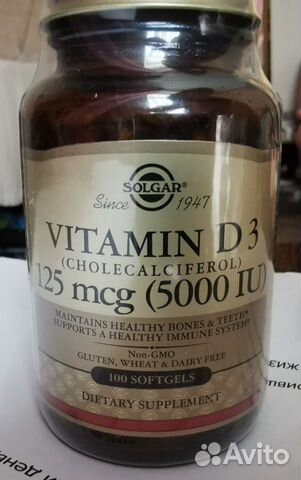 SOLGAR®
Since 1947
VITAMIN D3
(CHOLECALCIFEROL)
125 mcg (5000 IU)
MAINTAINS HEALTHY BONES & TEETH*
SUPPORTS A HEALTHY IMMUNE SYSTEM*
Non-GMO
GLUTEN, WHEAT & DAIRY FREE
100 SOFTGELS
DIETARY SUPPLEMENT
Avito